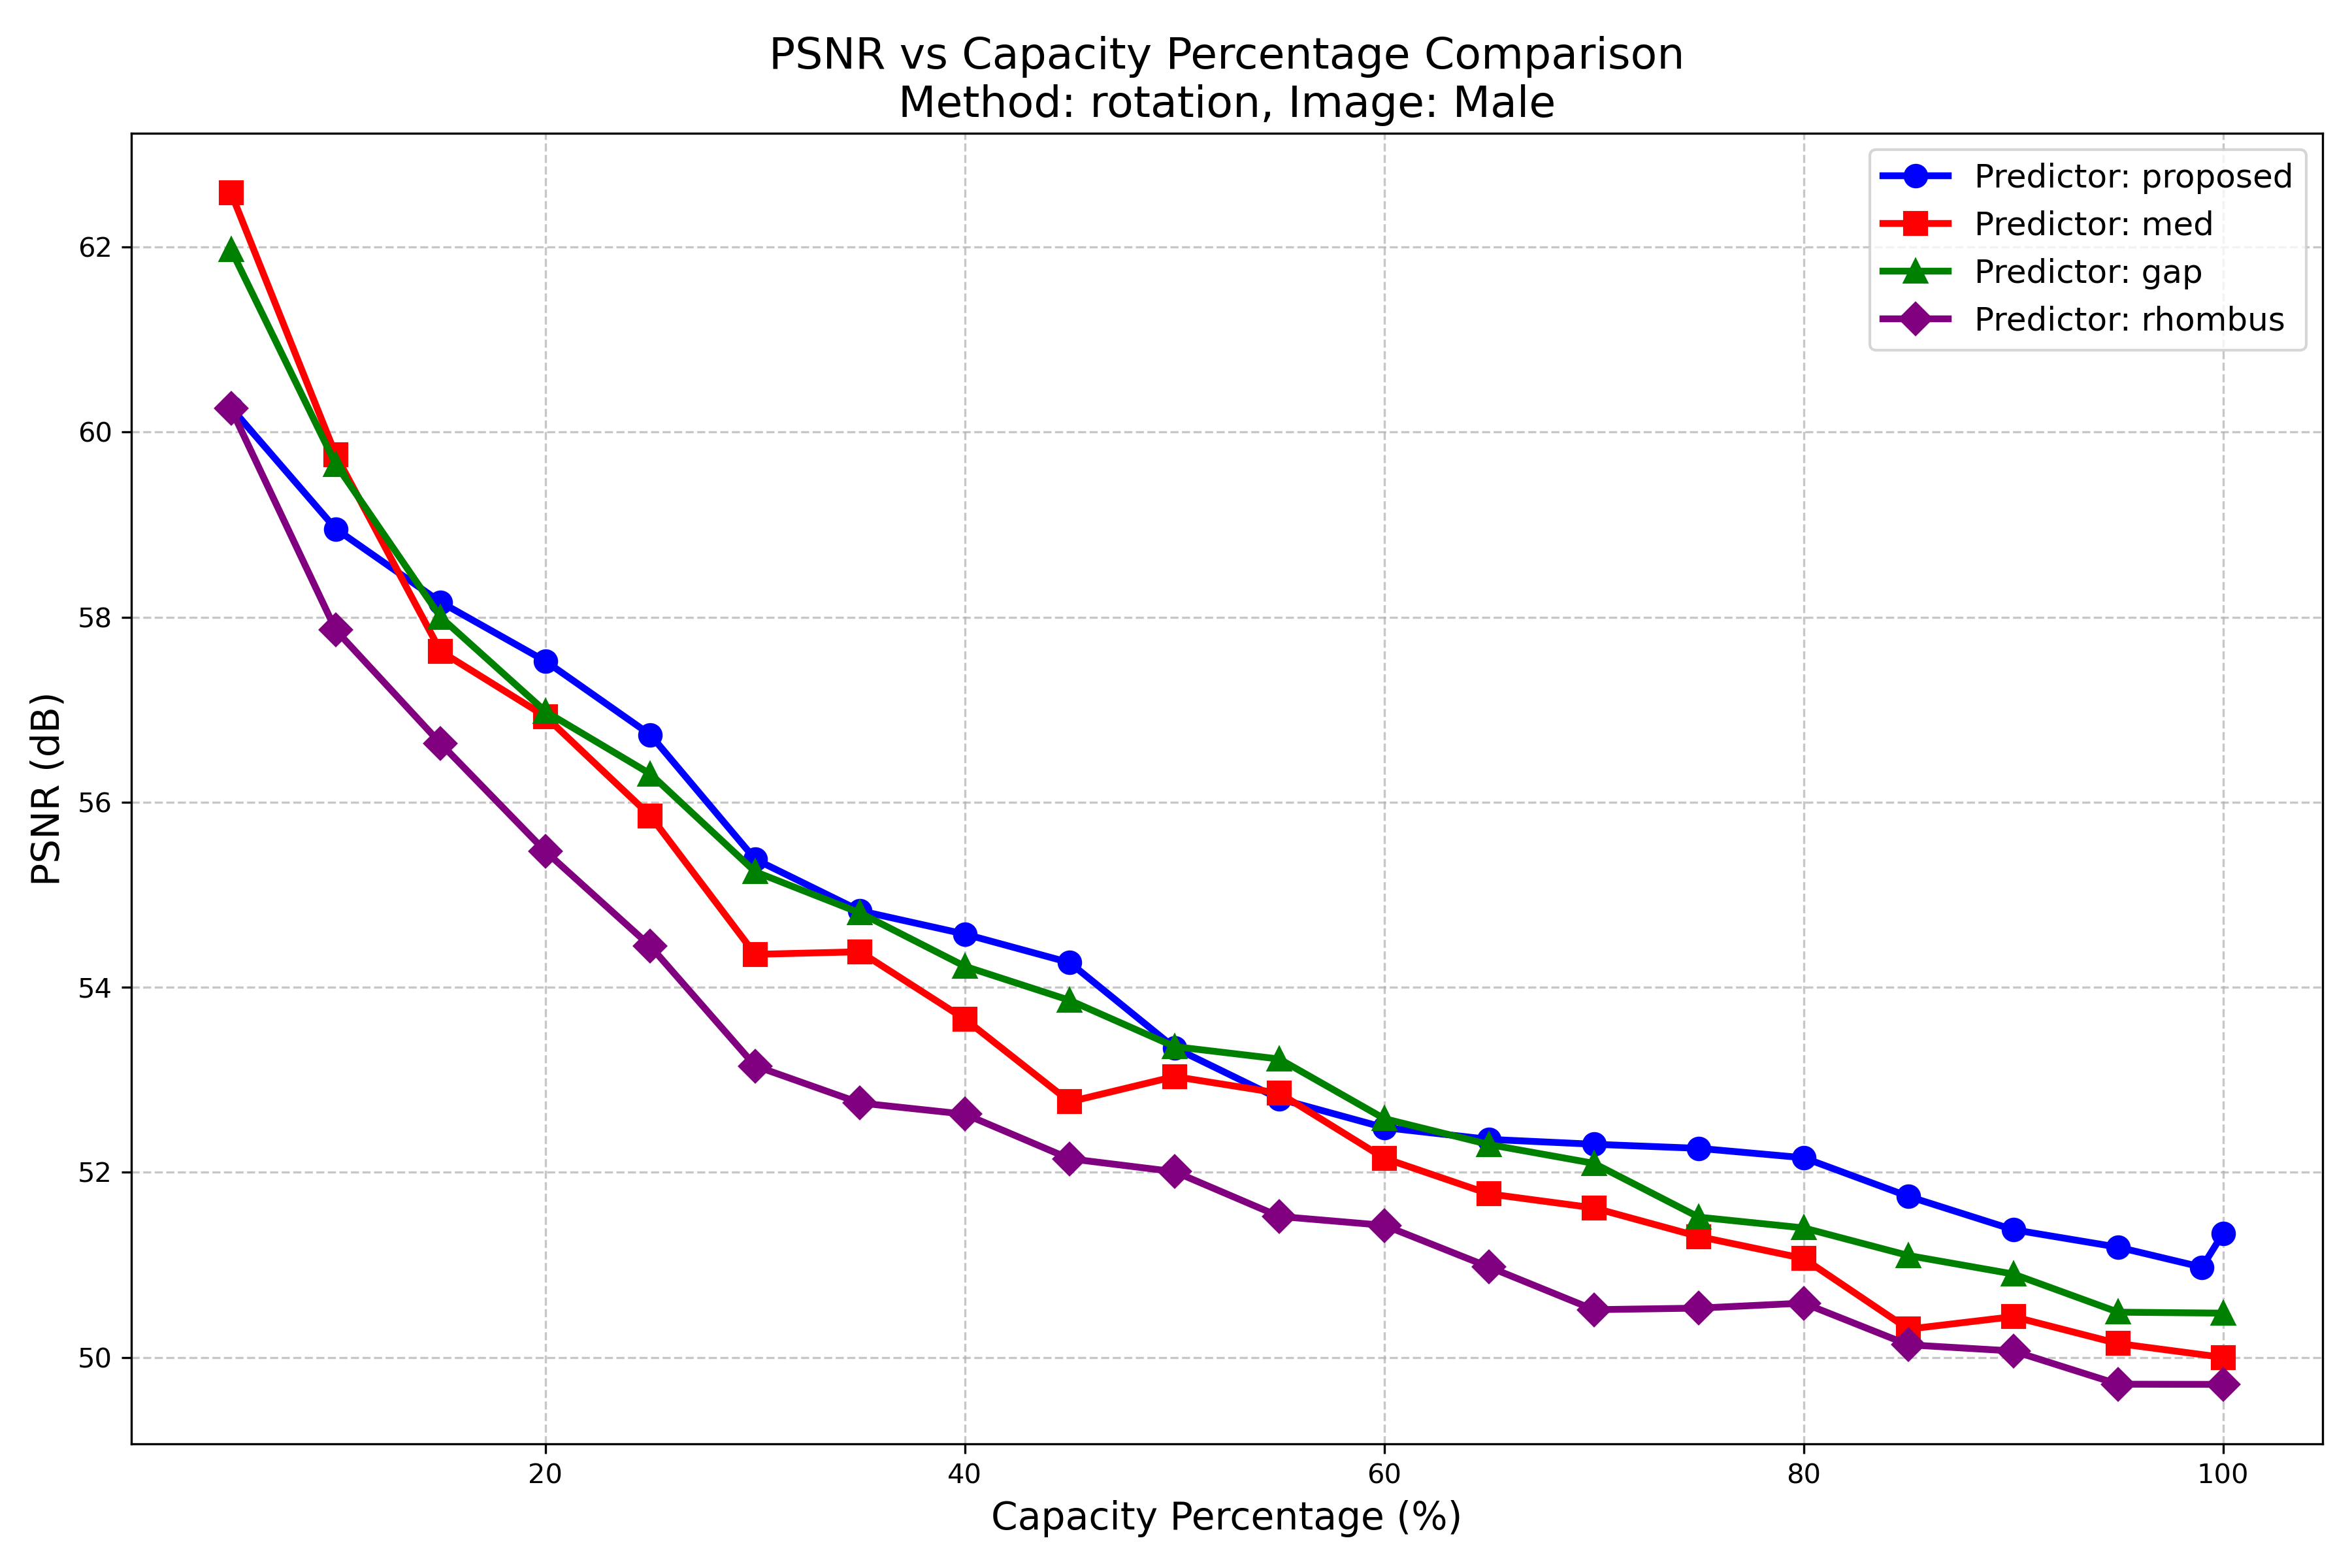 PSNR vs Capacity Percentage Comparison
Method: rotation, Image: Male
Predictor: proposed
Predictor: med
Predictor: gap
Predictor: rhombus
PSNR (dB)
62
60
58
56
54
52
50
20 40 60 80 100
Capacity Percentage (%)